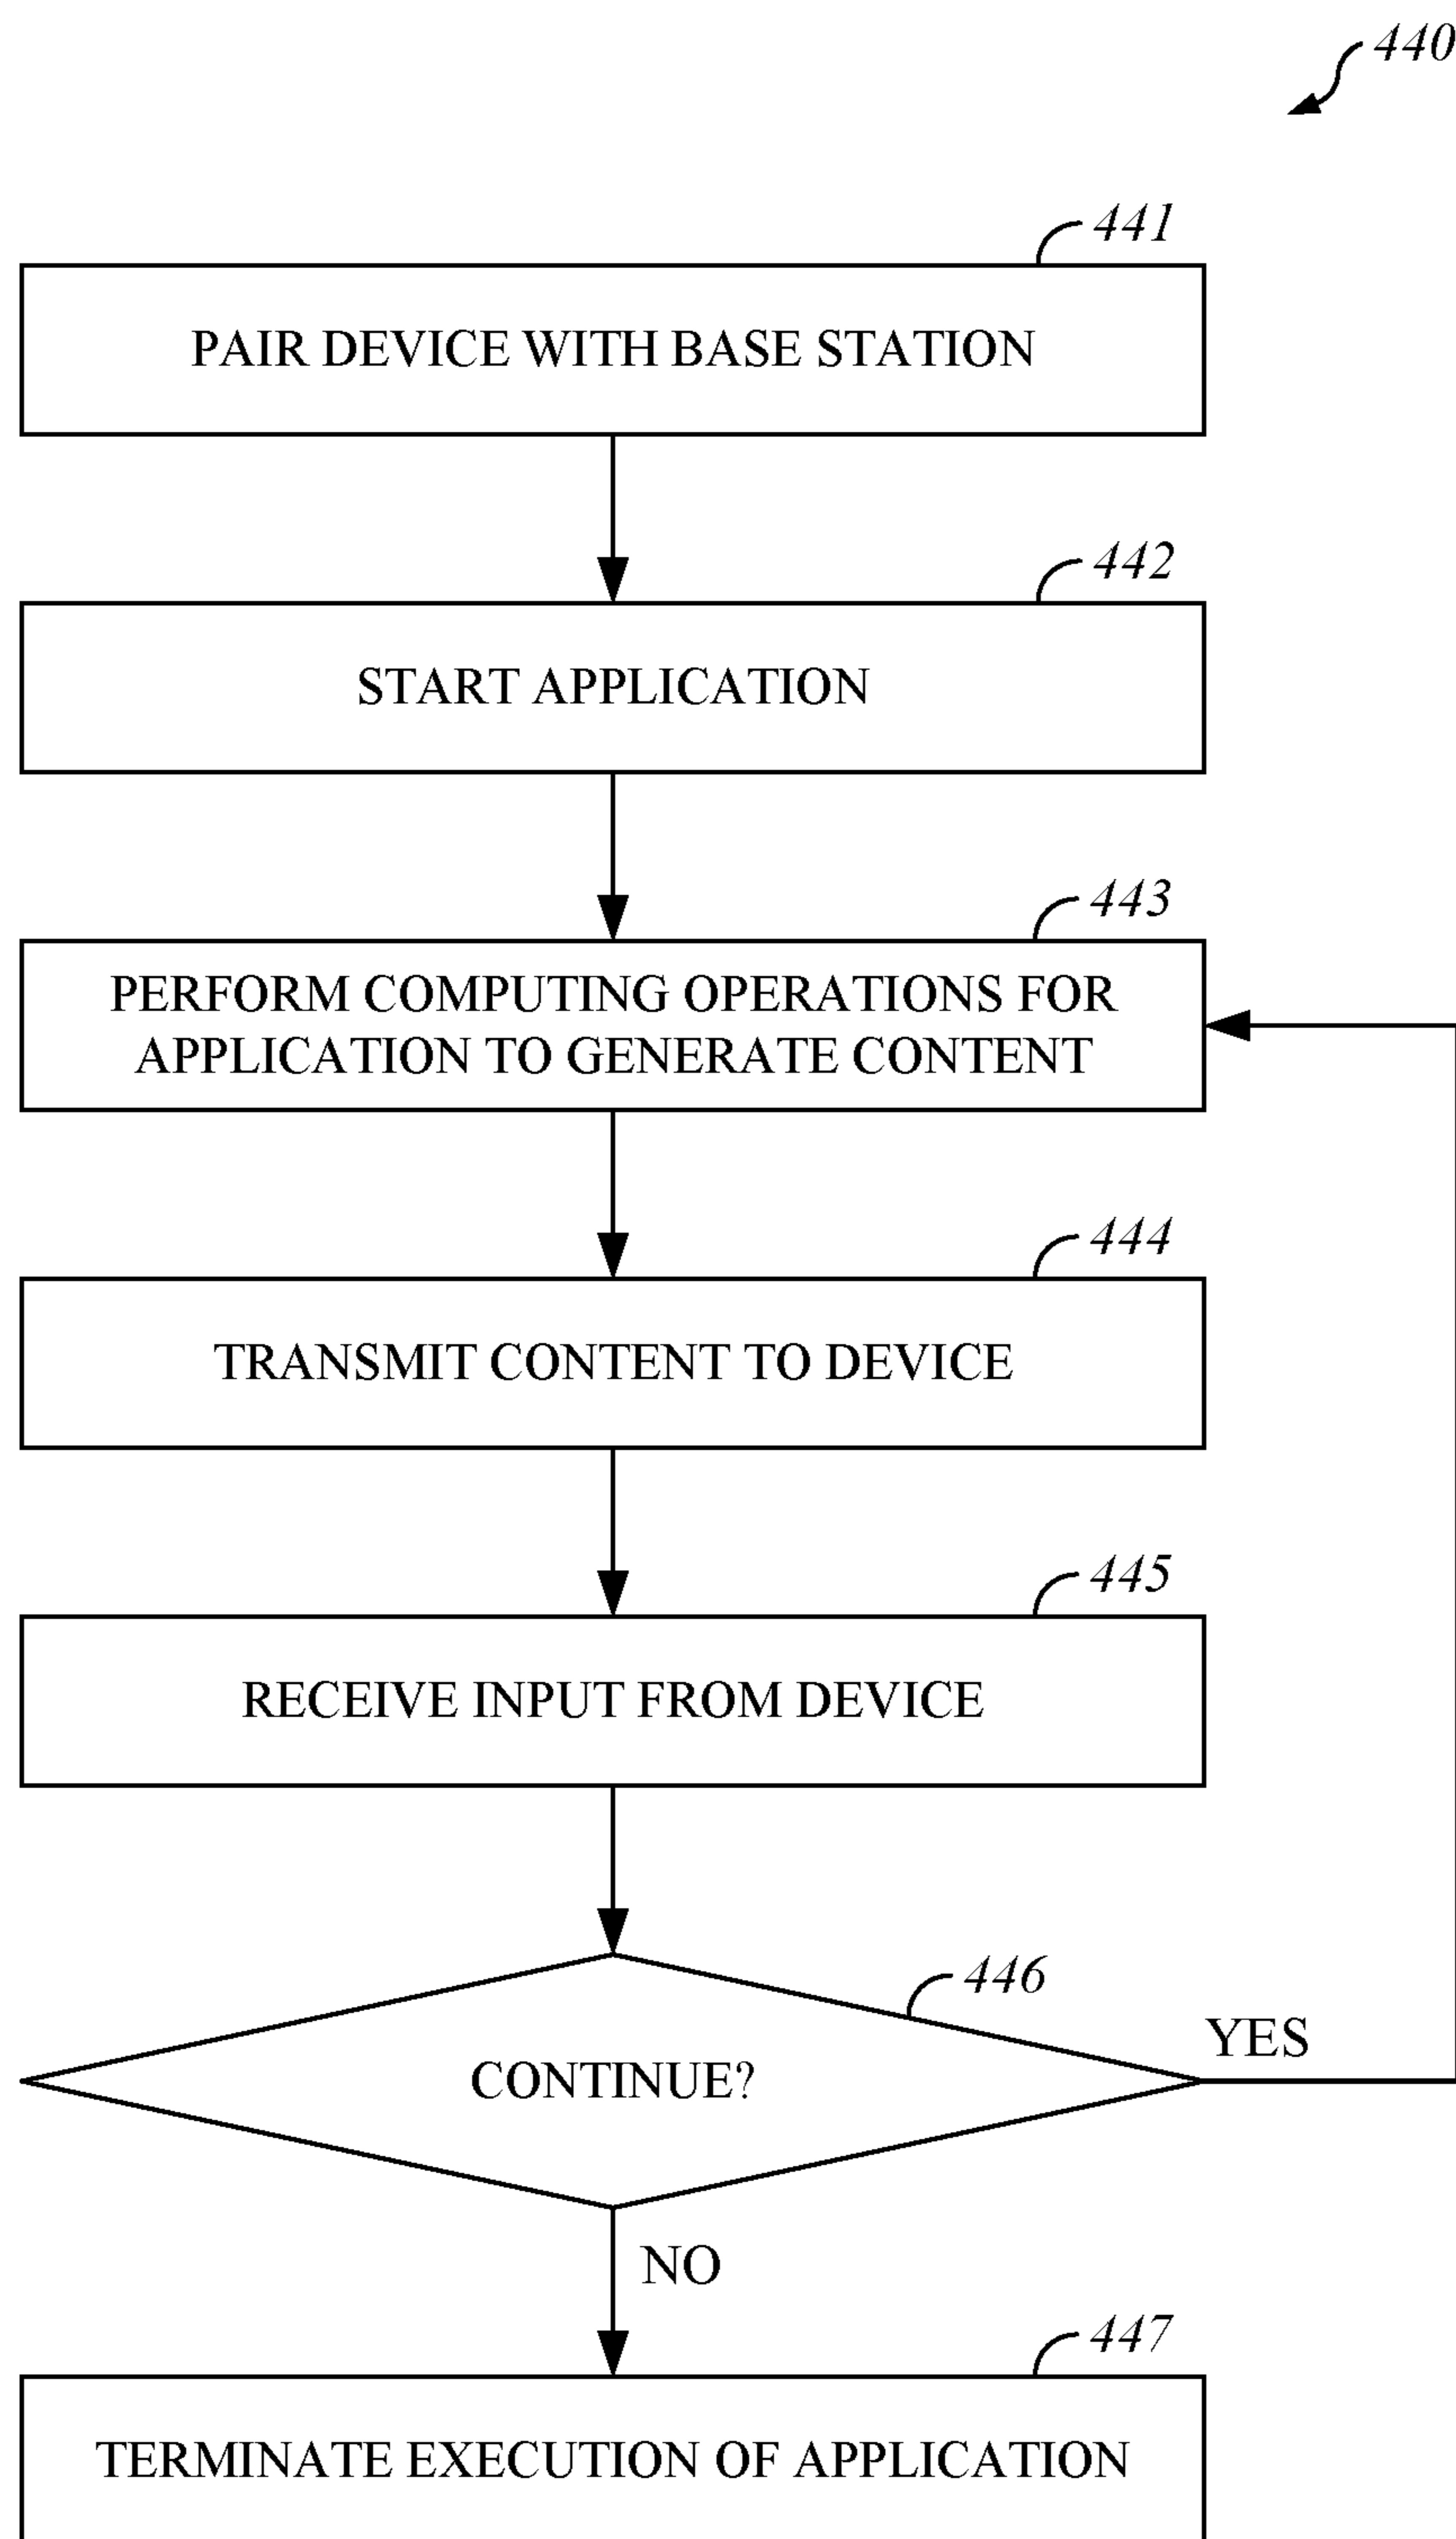 440
441
PAIR DEVICE WITH BASE STATION
442
START APPLICATION
443
PERFORM COMPUTING OPERATIONS FOR
APPLICATION TO GENERATE CONTENT
444
TRANSMIT CONTENT TO DEVICE
445
RECEIVE INPUT FROM DEVICE
446
YES
CONTINUE?
NO
447
TERMINATE EXECUTION OF APPLICATION